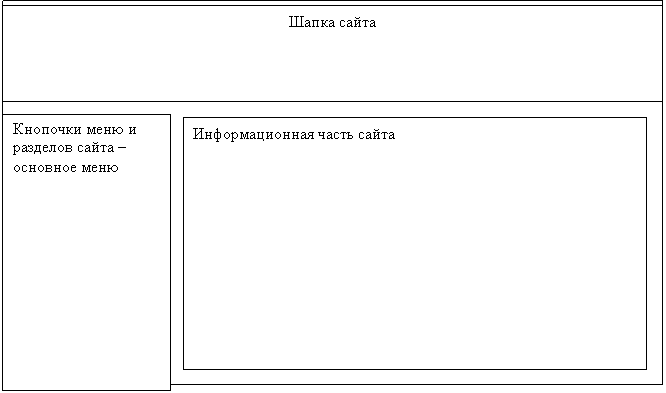 Шапка сайта
Кнопочки меню и
разделов сайта –
основное меню
Информационная часть сайта